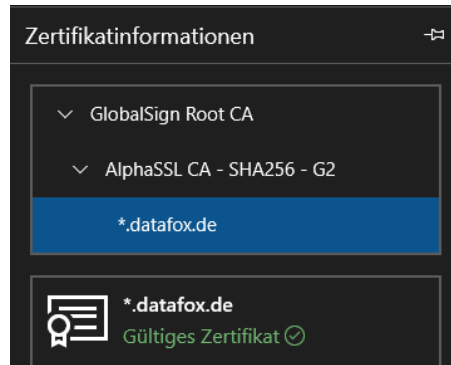 Zertifikatinformationen
GlobalSign Root CA
AlphaSSL CA - SHA256 - G2
*.datafox.de
*.datafox.de
Gültiges Zertifikat